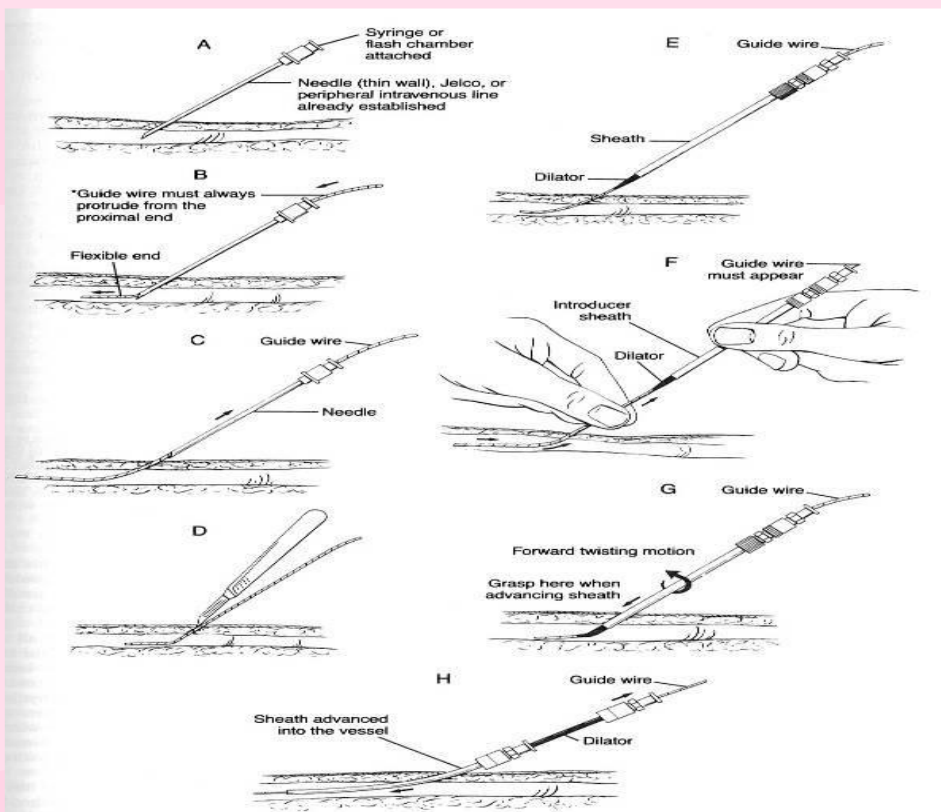 A
Syringe or
flash chamber
attached
Needle (thin wall), Jelco, or
peripheral intravenous line
already established
B
*Guide wire must always
protrude from the
proximal end
Flexible end
C
Guide wire
Needle
D
E
Guide wire
Sheath
Dilator
F
Guide wire
must appear
Introducer
sheath
Dilator
G
Guide wire
Forward twisting motion
Grasp here when
advancing sheath
H
Guide wire
Sheath advanced
into the vessel
Dilator